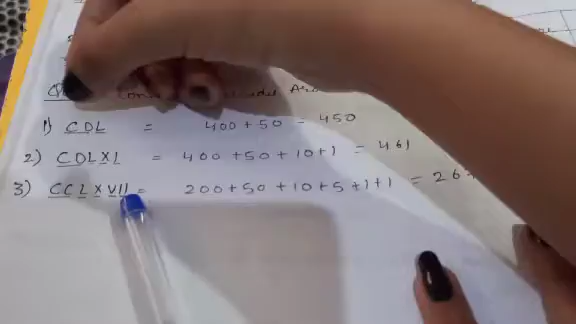 1) CDL = 400+50 = 450
2) CDLXI = 400+50+10+1 = 461
3) CCLXVII = 200+50+10+5+1+1 = 26